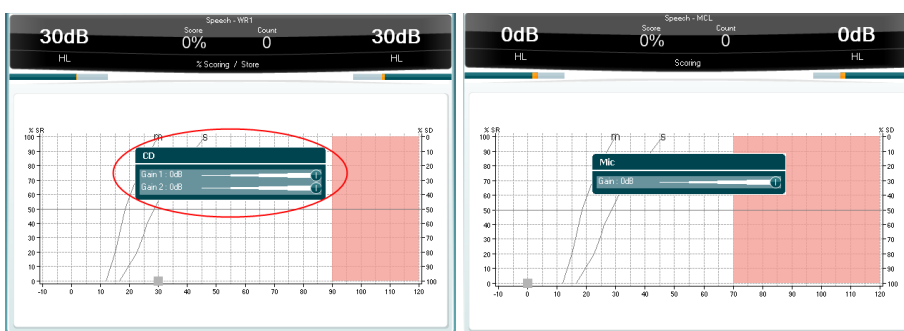 Speech - WR1
30dB Score Count 30dB
0% 0
HL HL
% Scoring / Store
% SR % SD
m s
100 0
90 10
80 20
CD
70 30
Gain 1 : 0dB
60 40
Gain 2 : 0dB
50 50
40 60
30 70
20 80
10 90
0 100
-10 0 10 20 30 40 50 60 70 80 90 100 110 120
Speech - MCL
0dB Score Count 0dB
0% 0
HL HL
Scoring
% SR % SD
m s
100 0
90 10
80 20
Mic
70 30
Gain : 0dB
60 40
50 50
40 60
30 70
20 80
10 90
0 100
-10 0 10 20 30 40 50 60 70 80 90 100 110 120